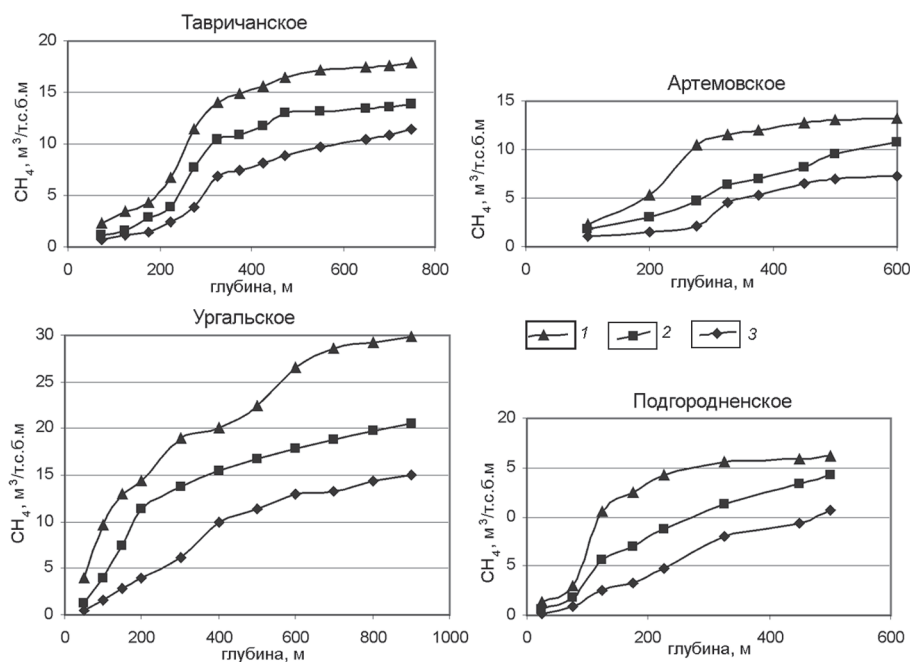 Тавричанское
20
15
10
5
0
0 200 400 600 800
CH₄, м³/т.с.б.м
глубина, м
Артемовское
15
10
5
0
0 200 400 600
CH₄, м³/т.с.б.м
глубина, м
Ургальское
30
25
20
15
10
5
0
0 200 400 600 800 1000
CH₄, м³/т.с.б.м
глубина, м
1 2 3
Подгородненское
20
5
0
5
0
0 200 400 600
CH₄, м³/т.с.б.м
глубина, м